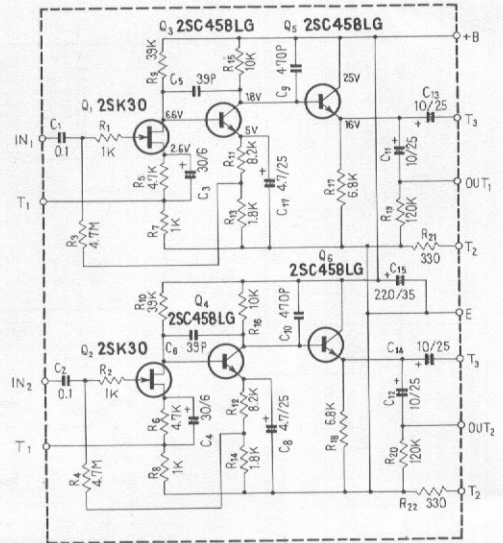 Q3 2SC458LG
Q5 2SC458LG
+B
R9 39K
R15 10K
C5 39P
470P C9
25V
Q1 2SK30
6.6V
18V
16V
C13 10/25
T3
IN1
C1 0.1
R1 1K
2.6V
5V
C11 10/25
R5 4.7K
30/6 C3
R11 8.2K
4.7/25 C17
R17 6.8K
OUT1
T1
R3 4.7M
R7 1K
R13 1.8K
R19 120K
R21 330
T2
Q6 2SC458LG
C15 220/35
E
R10 39K
Q4 2SC458LG
R16 10K
470P C10
C6 39P
Q2 2SK30
C14 10/25
T3
IN2
C2 0.1
R2 1K
C12 10/25
R6 4.7K
30/6 C4
R12 8.2K
4.7/25 C8
6.8K R18
OUT2
T1
R4 4.7M
R8 1K
R14 1.8K
R20 120K
R22 330
T2